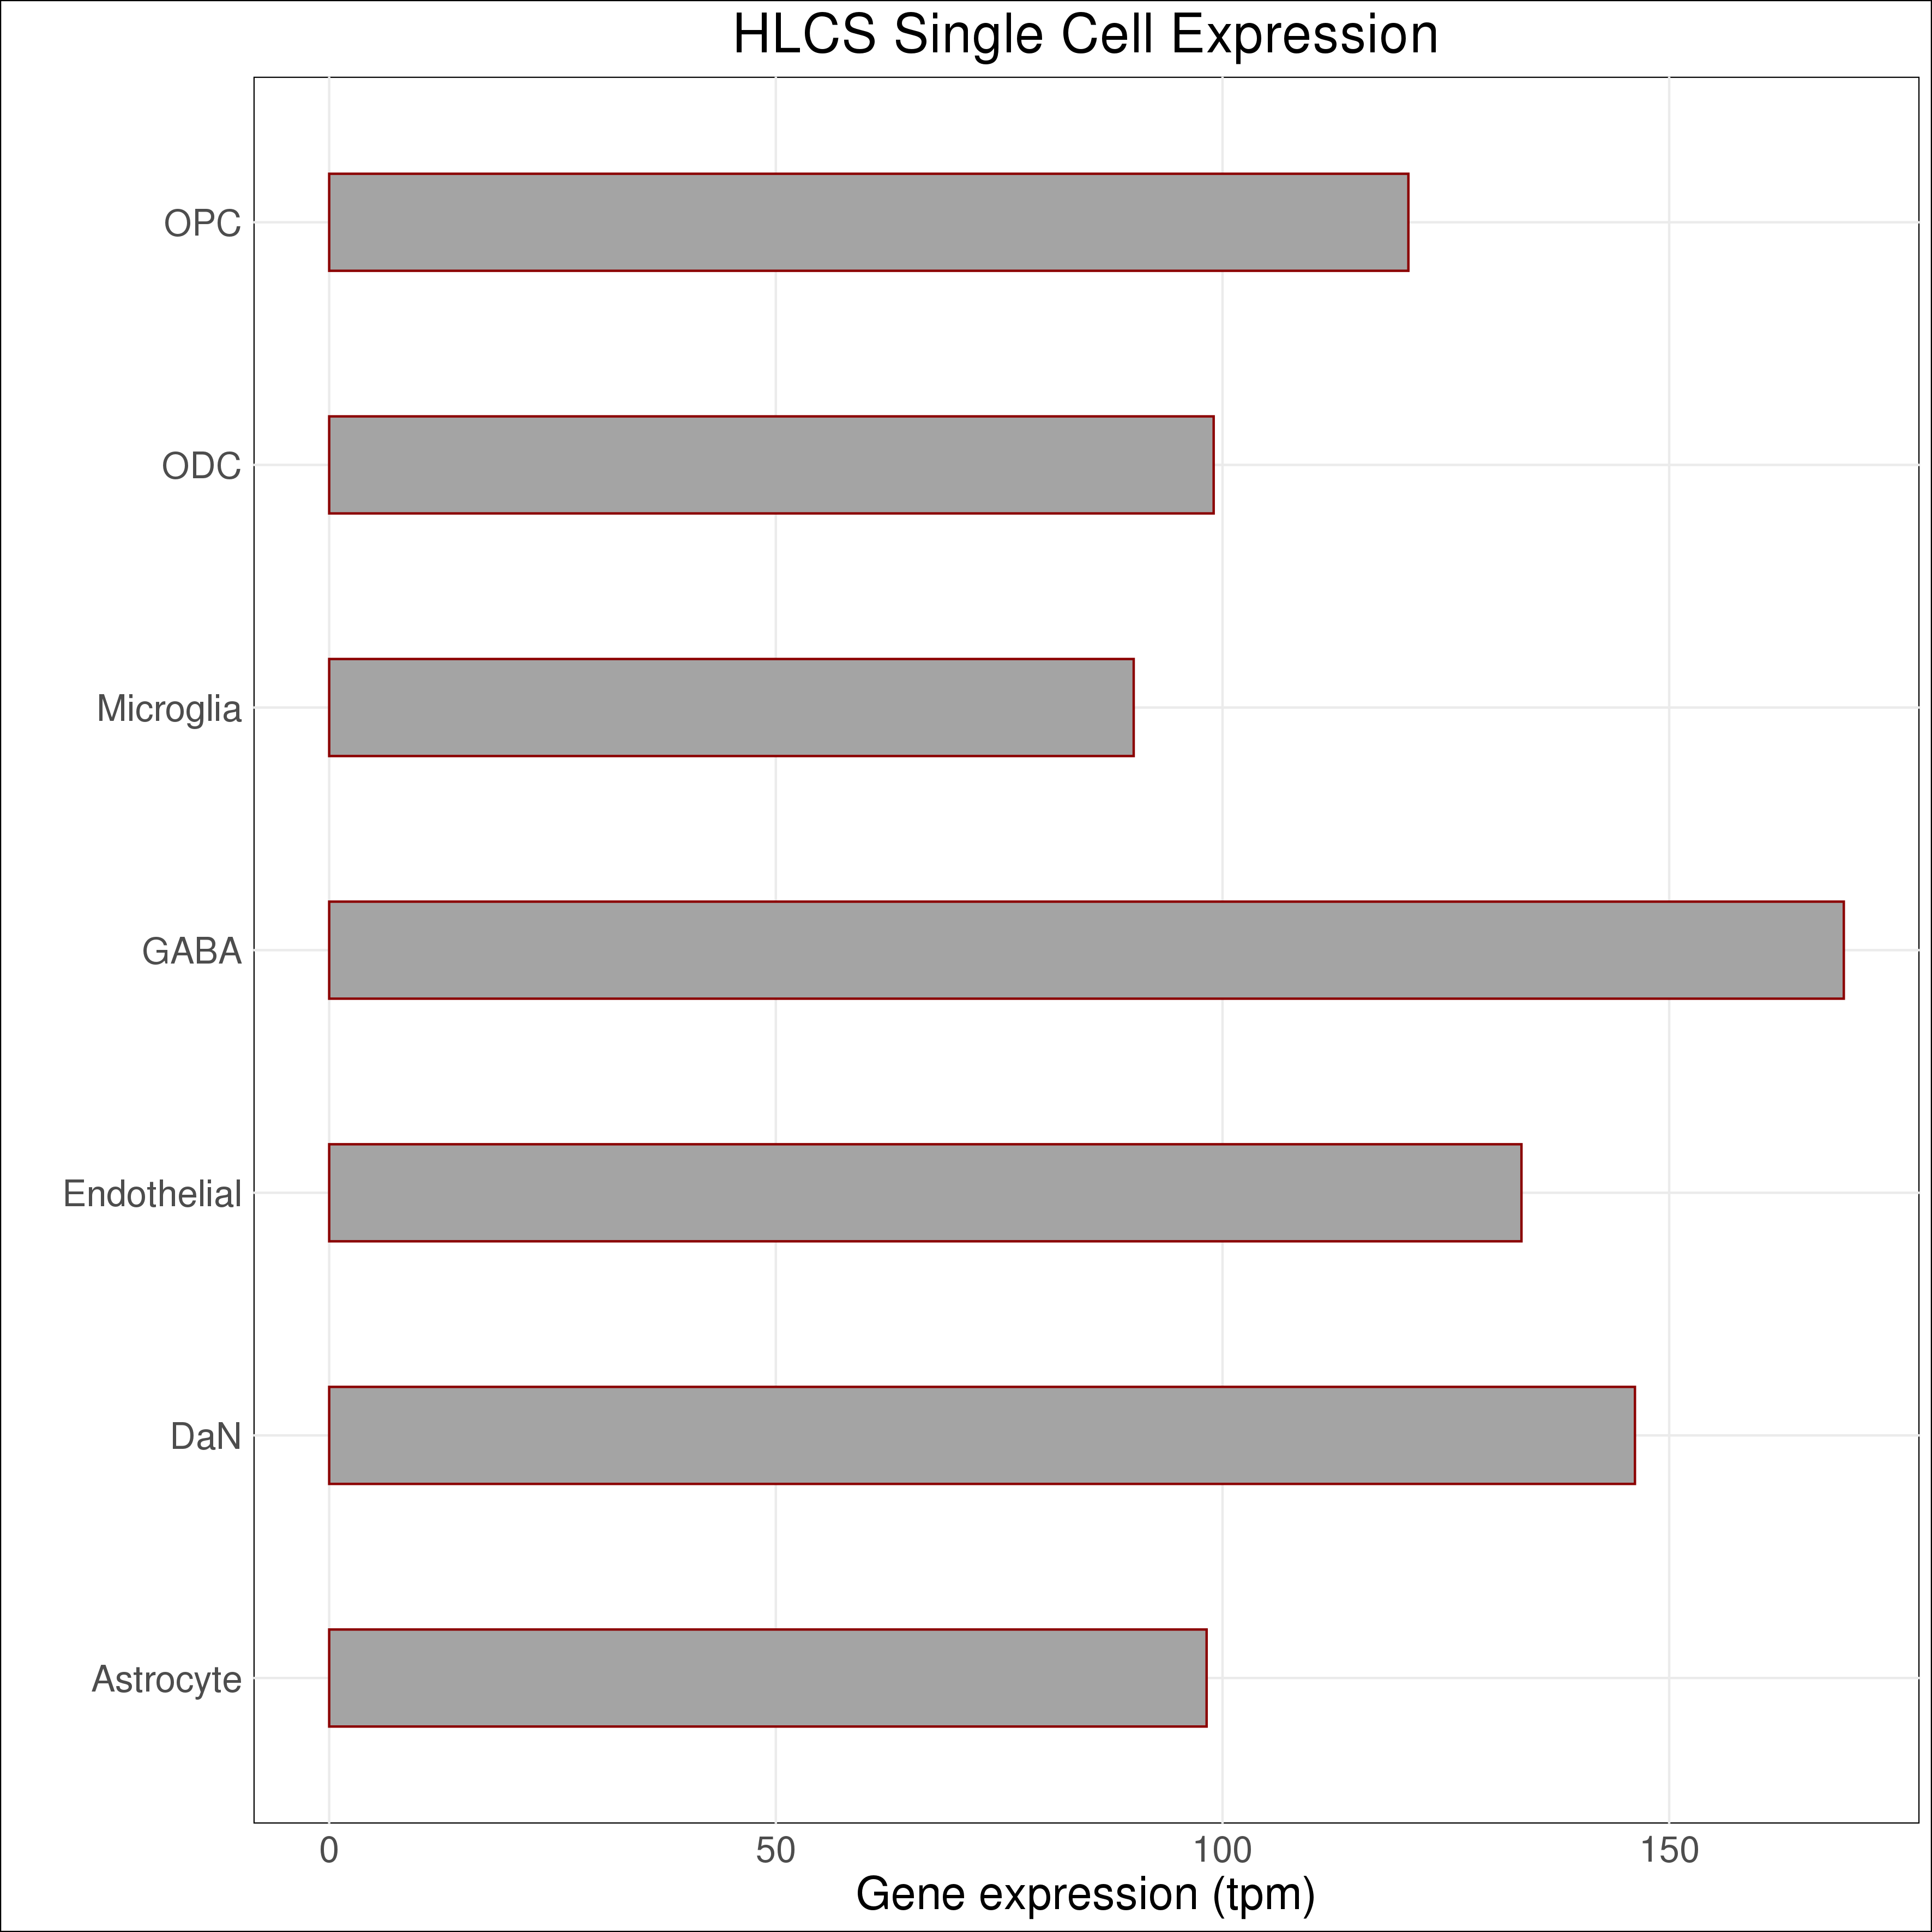 HLCS Single Cell Expression
OPC
ODC
Microglia
GABA
Endothelial
DaN
Astrocyte
0 50 100 150
Gene expression (tpm)